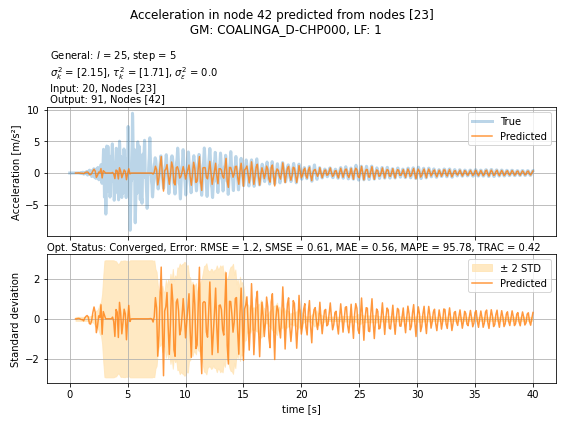 Acceleration in node 42 predicted from nodes [23]
GM: COALINGA_D-CHP000, LF: 1
General: l = 25, step = 5
σ²ₖ = [2.15], τ²ₖ = [1.71], σ²ε = 0.0
Input: 20, Nodes [23]
Output: 91, Nodes [42]
10
5
0
−5
Acceleration [m/s²]
True
Predicted
Opt. Status: Converged, Error: RMSE = 1.2, SMSE = 0.61, MAE = 0.56, MAPE = 95.78, TRAC = 0.42
2
0
−2
Standard deviation
± 2 STD
Predicted
0 5 10 15 20 25 30 35 40
time [s]